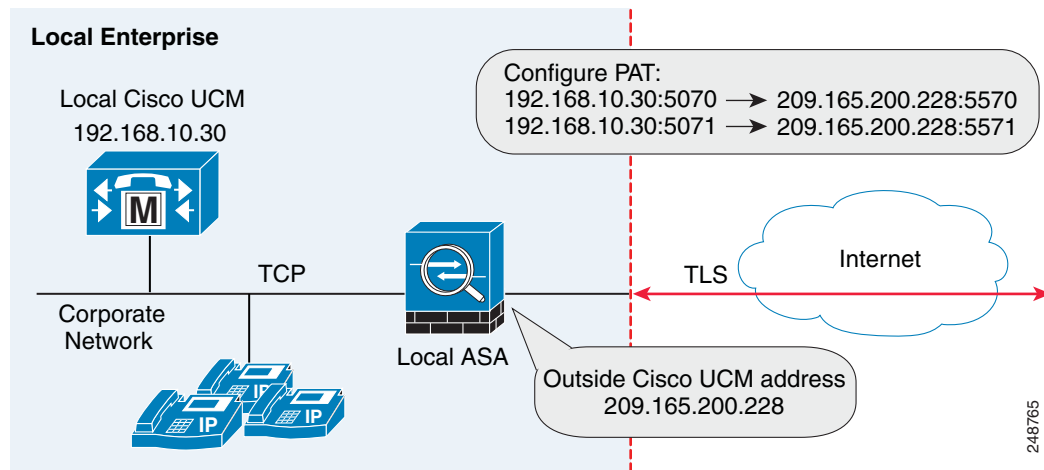 Local Enterprise
Local Cisco UCM
192.168.10.30
M
Configure PAT:
192.168.10.30:5070 → 209.165.200.228:5570
192.168.10.30:5071 → 209.165.200.228:5571
TCP
TLS
Internet
Corporate
Network
Local ASA
IP
IP
IP
Outside Cisco UCM address
209.165.200.228
248765